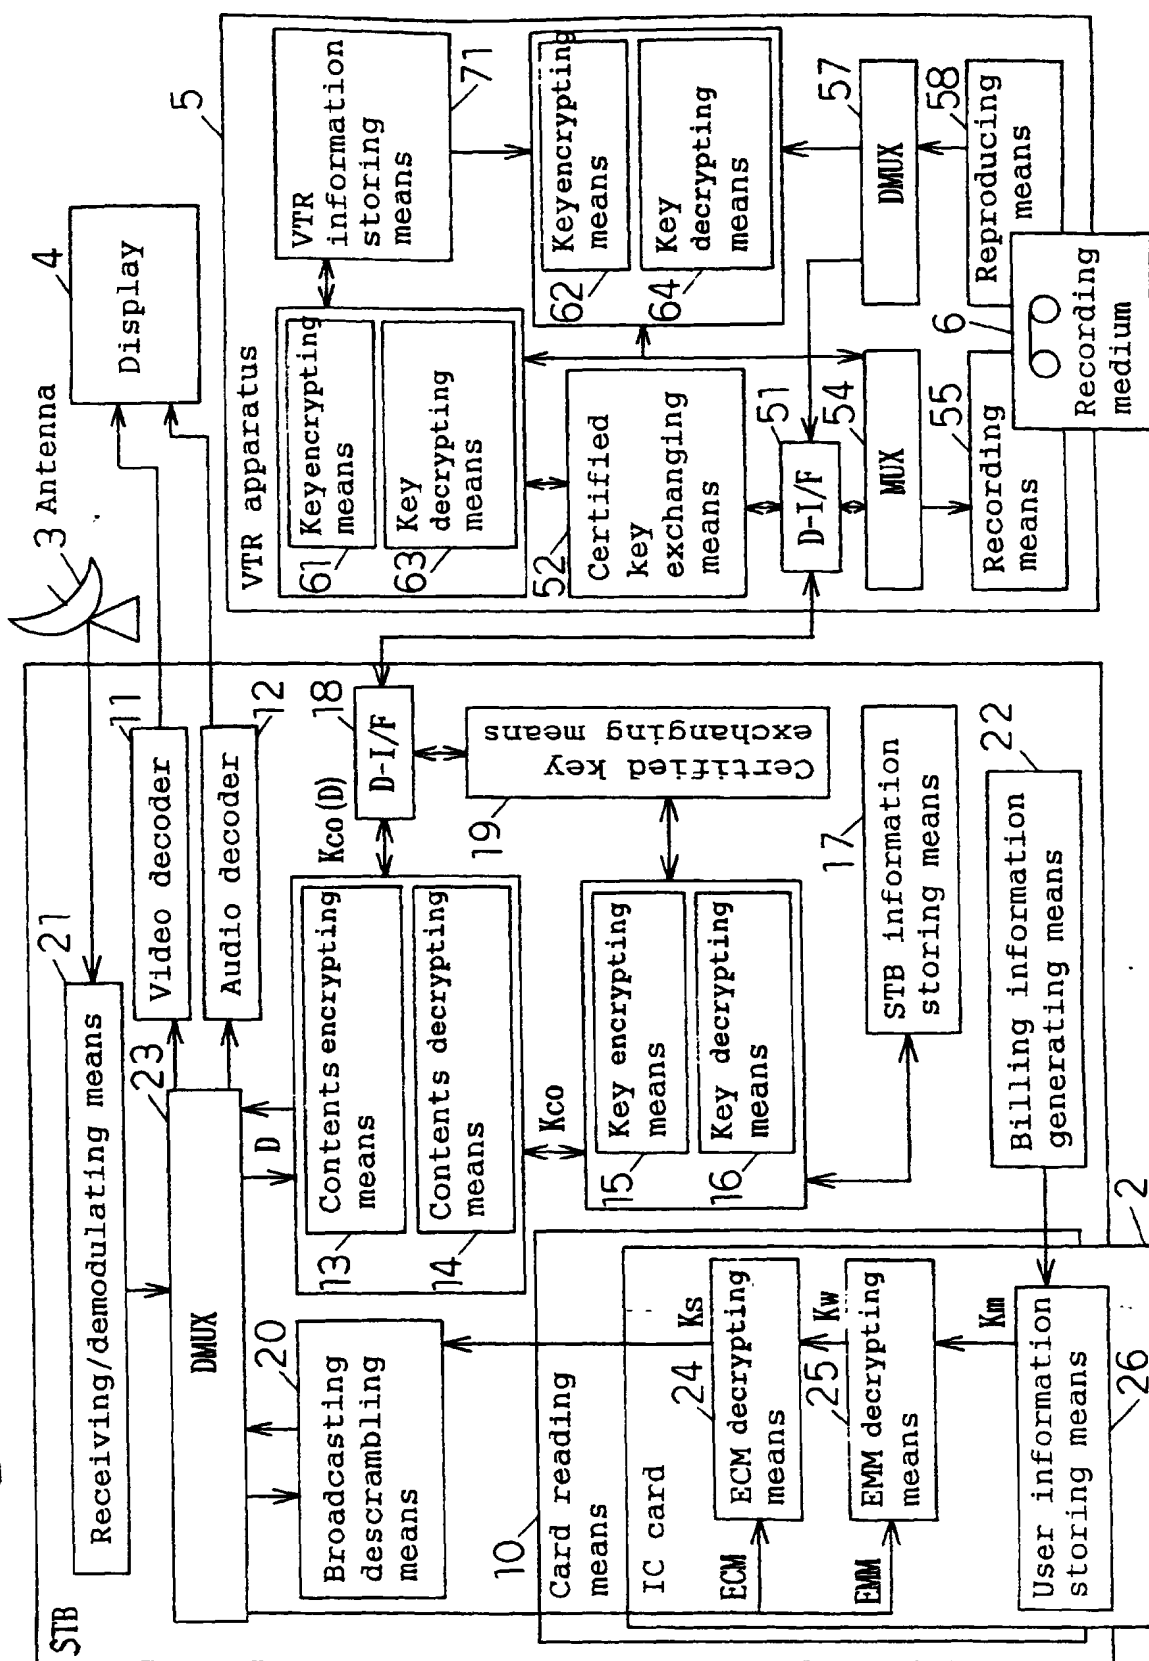 STB
Receiving/demodulating means
21
3 Antenna
4
Display
DMUX
23
Video decoder
11
Audio decoder
12
Broadcasting
descrambling
means
20
D
Contents encrypting
means
13
Contents decrypting
means
14
Kco(D)
D-I/F
18
Certified key
exchanging means
19
Kco
Key encrypting
means
15
Key decrypting
means
16
STB information
storing means
17
Billing information
generating means
22
10
Card reading
means
IC card
2
ECM
ECM decrypting
means
24
Ks
EMM
EMM decrypting
means
25
Kw
Km
User information
storing means
26
5
VTR apparatus
Key encrypting
means
61
Key
decrypting
means
63
VTR
information
storing
means
71
Key encrypting
means
62
Key
decrypting
means
64
52
Certified
key
exchanging
means
D-I/F
51
MUX
54
DMUX
57
Recording
means
55
Reproducing
means
58
6
Recording
medium